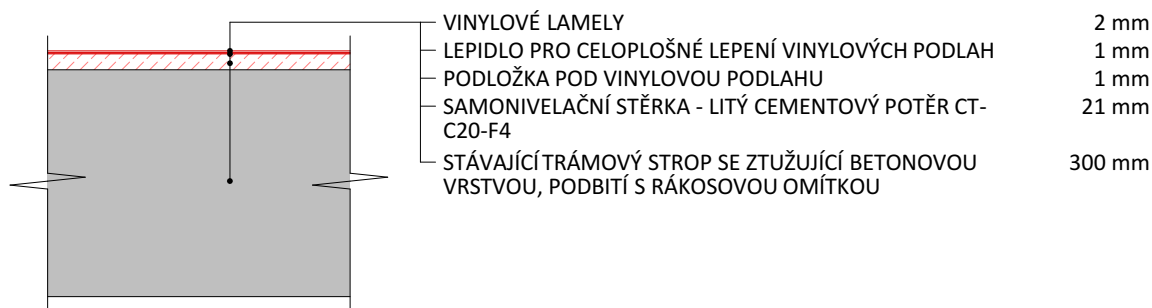 VINYLOVÉ LAMELY 2 mm
LEPIDLO PRO CELOPLOŠNÉ LEPENÍ VINYLOVÝCH PODLAH 1 mm
PODLOŽKA POD VINYLOVOU PODLAHU 1 mm
SAMONIVELAČNÍ STĚRKA - LITÝ CEMENTOVÝ POTĚR CT- 21 mm
C20-F4
STÁVAJÍCÍ TRÁMOVÝ STROP SE ZTUŽUJÍCÍ BETONOVOU 300 mm
VRSTVOU, PODBITÍ S RÁKOSOVOU OMÍTKOU